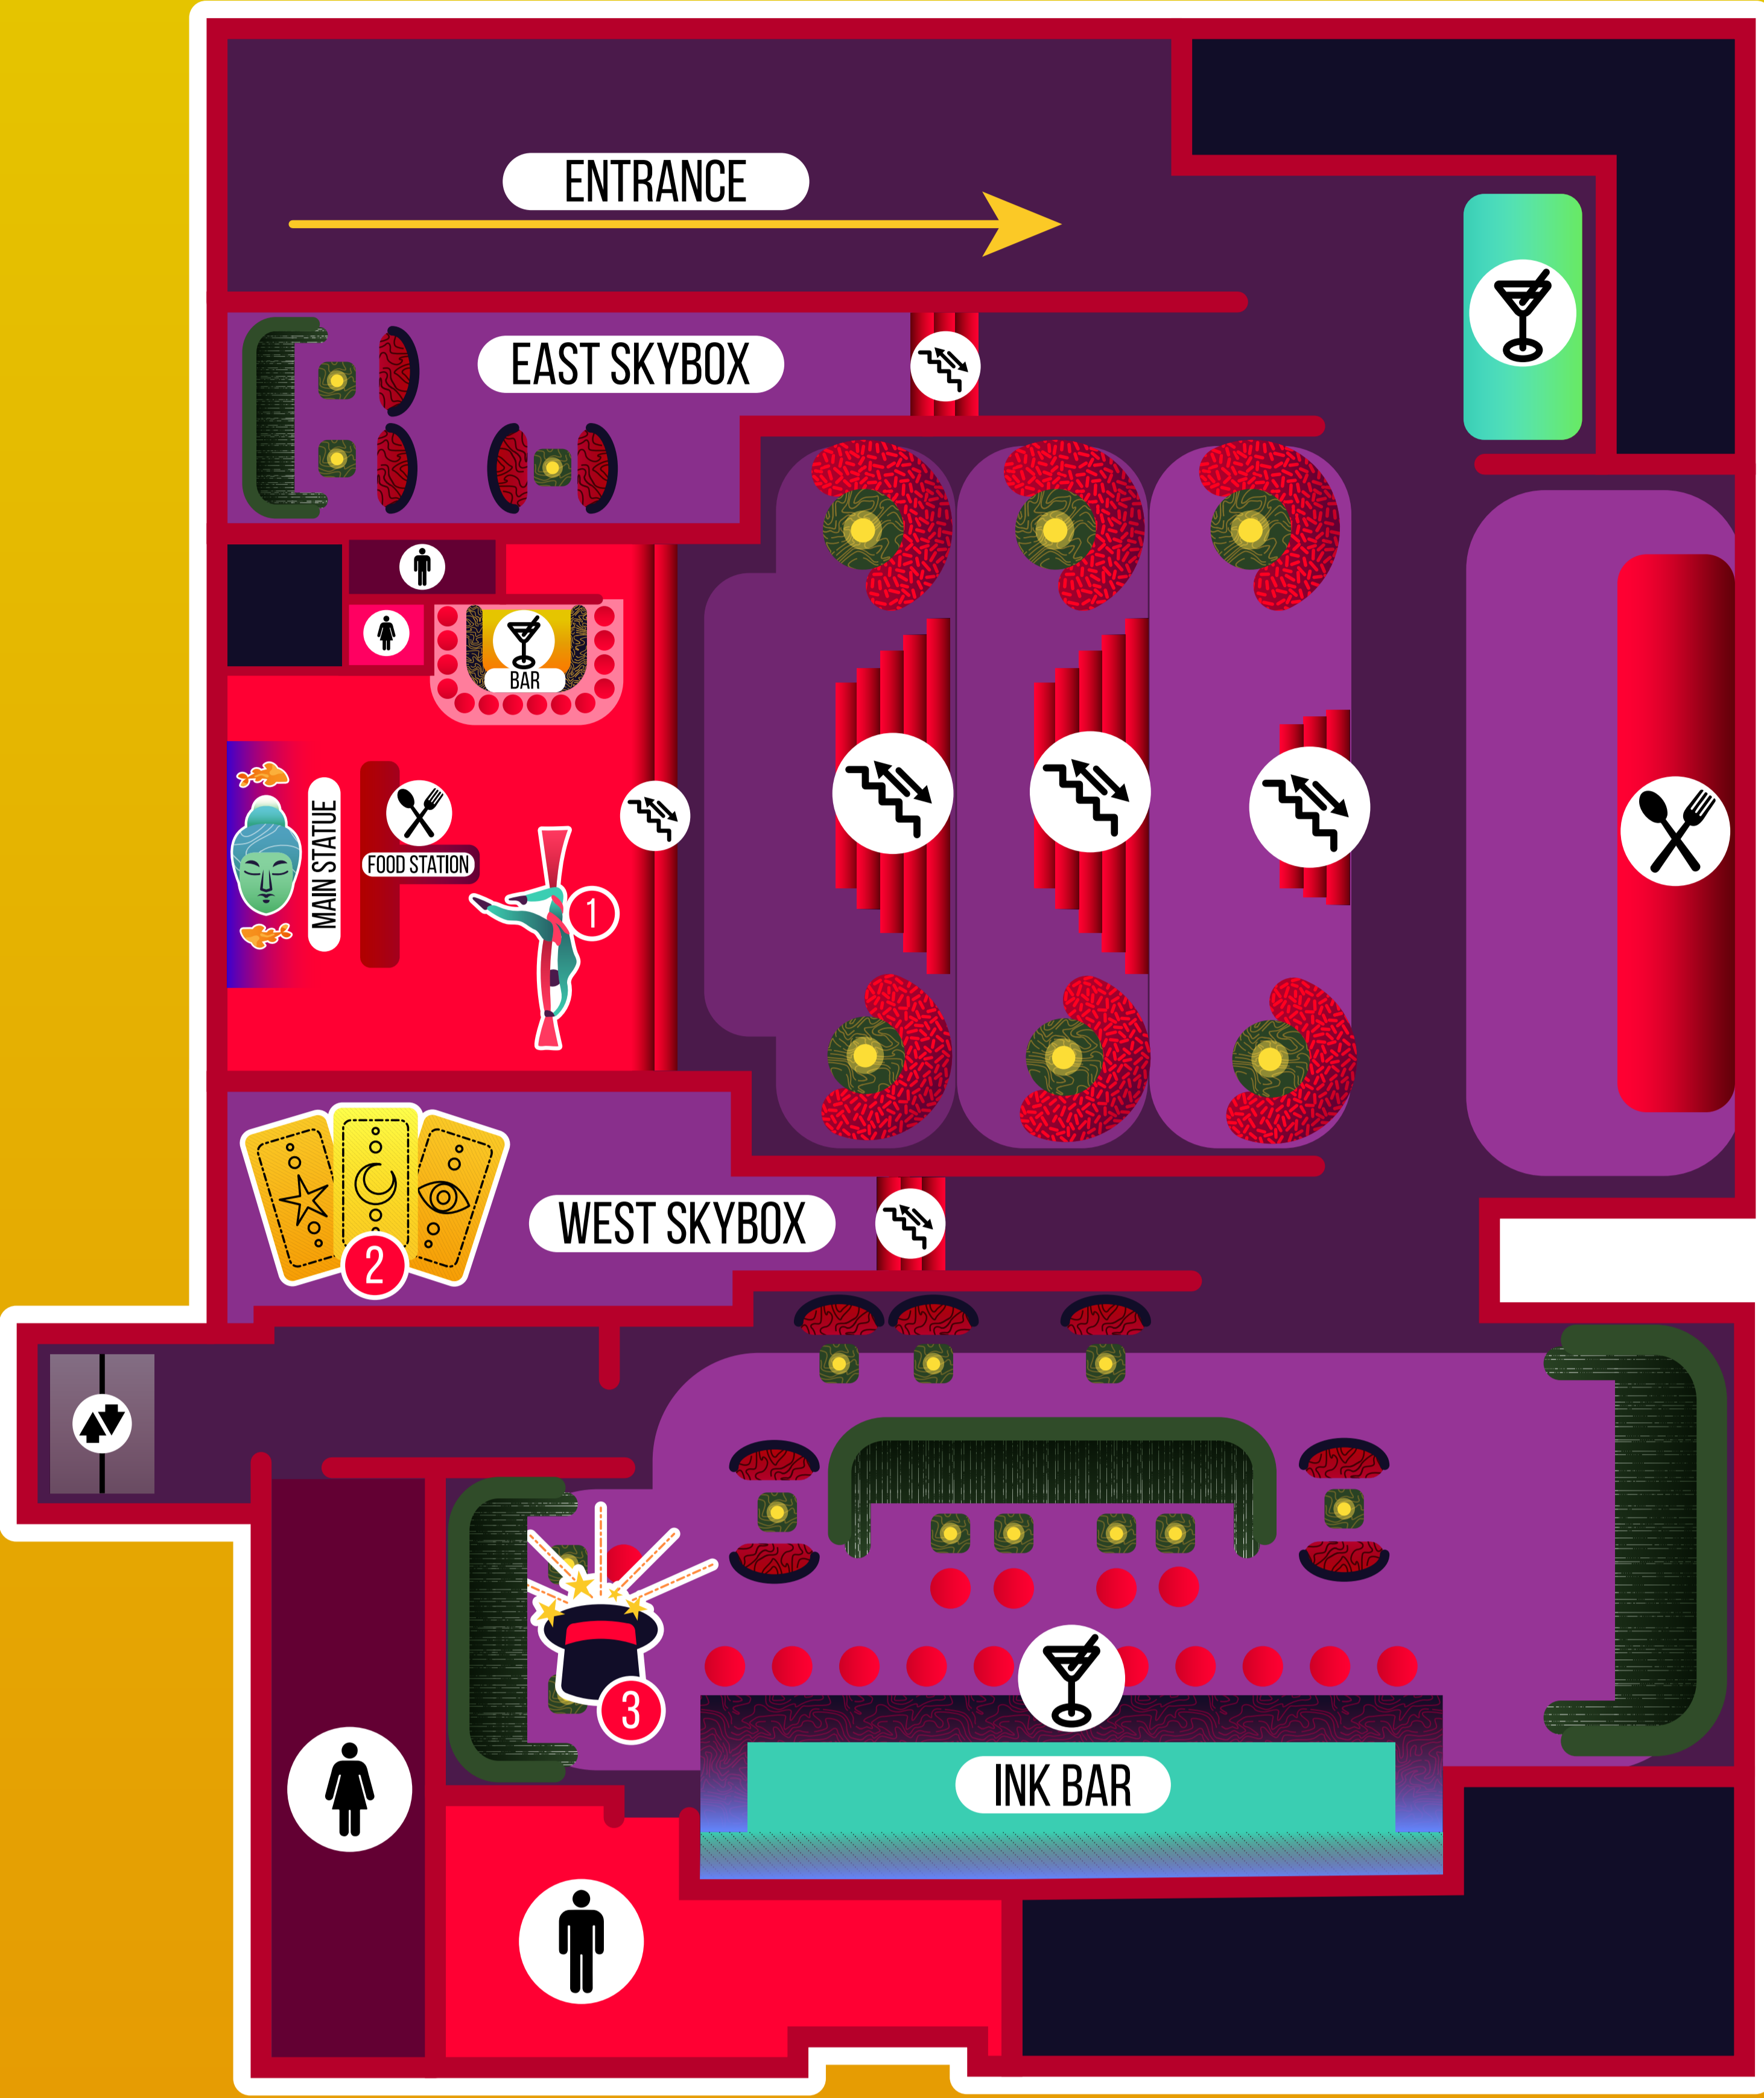 ENTRANCE
EAST SKYBOX
BAR
MAIN STATUE
FOOD STATION
1
WEST SKYBOX
2
3
INK BAR